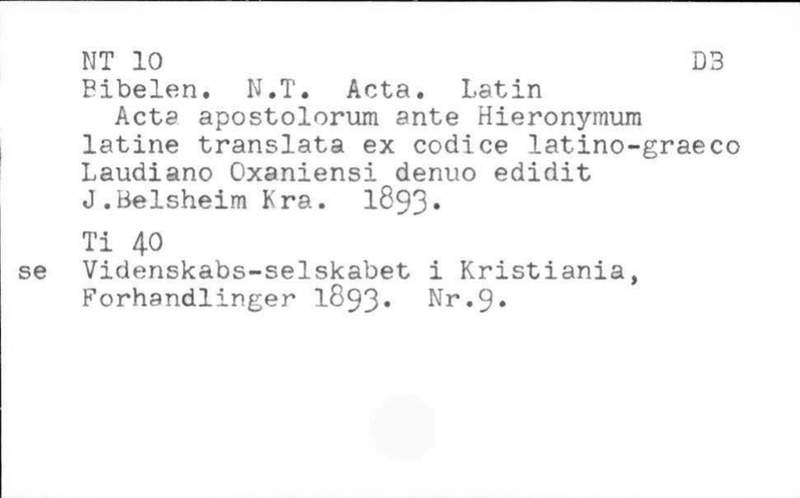 NT 10 DB
Bibelen. N.T. Acta. Latin
Acta apostolorum ante Hieronymum
latine translata ex codice latino-graeco
Laudiano Oxaniensi denuo edidit
J.Belsheim Kra. 1893.
Ti 40
se Videnskabs-selskabet i Kristiania,
Forhandlinger 1893. Nr.9.